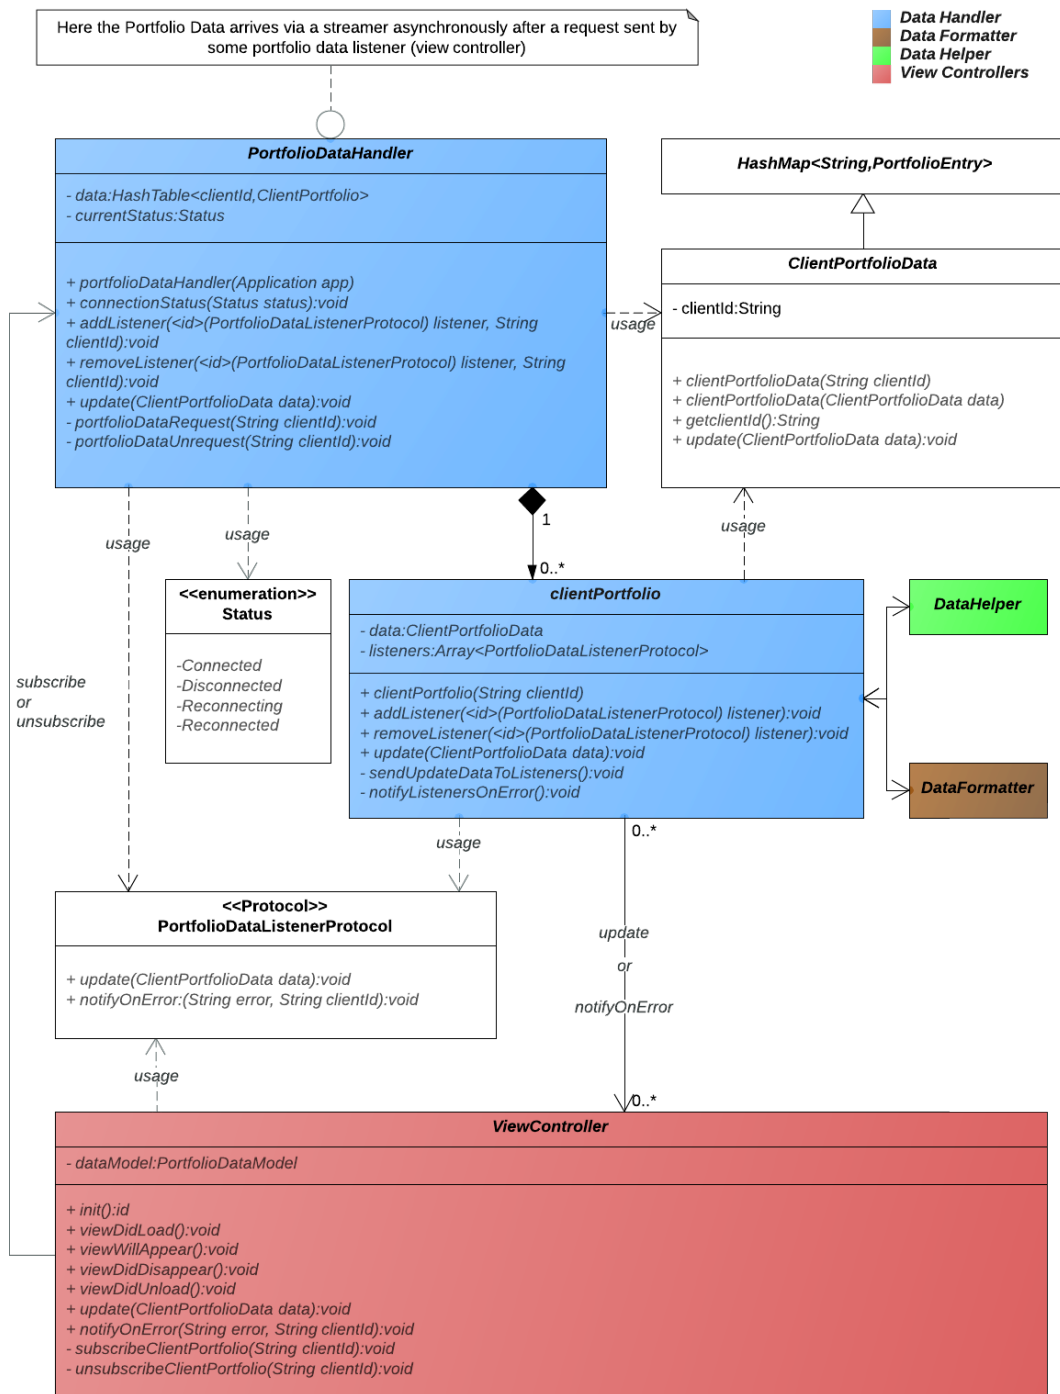 Here the Portfolio Data arrives via a streamer asynchronously after a request sent by
some portfolio data listener (view controller)
Data Handler
Data Formatter
Data Helper
View Controllers
PortfolioDataHandler
- data:HashTable<clientId,ClientPortfolio>
- currentStatus:Status
+ portfolioDataHandler(Application app)
+ connectionStatus(Status status):void
+ addListener(<id>(PortfolioDataListenerProtocol) listener, String
clientId):void
+ removeListener(<id>(PortfolioDataListenerProtocol) listener, String
clientId):void
+ update(ClientPortfolioData data):void
- portfolioDataRequest(String clientId):void
- portfolioDataUnrequest(String clientId):void
HashMap<String,PortfolioEntry>
ClientPortfolioData
- clientId:String
+ clientPortfolioData(String clientId)
+ clientPortfolioData(ClientPortfolioData data)
+ getclientId():String
+ update(ClientPortfolioData data):void
usage
usage
usage
1
0..*
usage
<<enumeration>>
Status
-Connected
-Disconnected
-Reconnecting
-Reconnected
clientPortfolio
- data:ClientPortfolioData
- listeners:Array<PortfolioDataListenerProtocol>
+ clientPortfolio(String clientId)
+ addListener(<id>(PortfolioDataListenerProtocol) listener):void
+ removeListener(<id>(PortfolioDataListenerProtocol) listener):void
+ update(ClientPortfolioData data):void
- sendUpdateDataToListeners():void
- notifyListenersOnError():void
DataHelper
DataFormatter
subscribe
or
unsubscribe
usage
0..*
<<Protocol>>
PortfolioDataListenerProtocol
+ update(ClientPortfolioData data):void
+ notifyOnError:(String error, String clientId):void
update
or
notifyOnError
usage
0..*
ViewController
- dataModel:PortfolioDataModel
+ init():id
+ viewDidLoad():void
+ viewWillAppear():void
+ viewDidDisappear():void
+ viewDidUnload():void
+ update(ClientPortfolioData data):void
+ notifyOnError(String error, String clientId):void
- subscribeClientPortfolio(String clientId):void
- unsubscribeClientPortfolio(String clientId):void